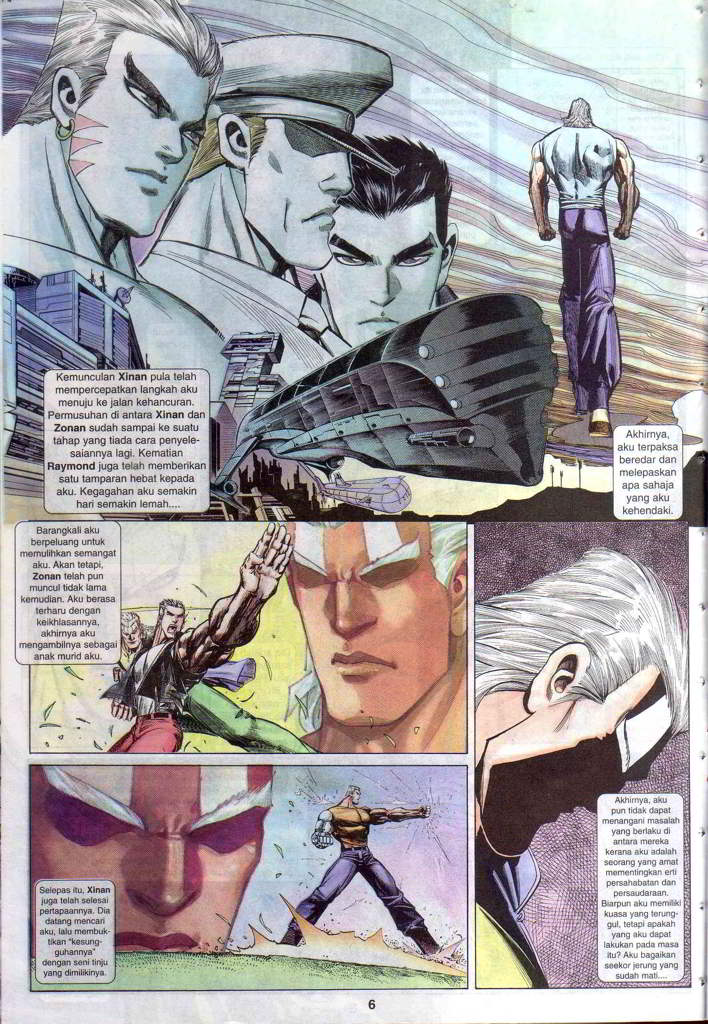 Kemunculan Xinan pula telah
mempercepatkan langkah aku
menuju ke jalan kehancuran.
Permusuhan di antara Xinan dan
Zonan sudah sampai ke suatu
tahap yang tiada cara penyele-
saiannya lagi. Kematian
Raymond juga telah memberikan
satu tamparan hebat kepada
aku. Kegagahan aku semakin
hari semakin lemah....
Akhirnya,
aku terpaksa
beredar dan
melepaskan
apa sahaja
yang aku
kehendaki.
Barangkali aku
berpeluang untuk
memulihkan semangat
aku. Akan tetapi,
Zonan telah pun
muncul tidak lama
kemudian. Aku berasa
terharu dengan
keikhlasannya,
akhirnya aku
mengambilnya sebagai
anak murid aku.
Selepas itu, Xinan
juga telah selesai
pertapaannya. Dia
datang mencari
aku, lalu membuk-
tikan "kesung-
guhannya"
dengan seni tinju
yang dimilikinya.
Akhirnya, aku
pun tidak dapat
menangani masalah
yang berlaku di
antara mereka
kerana aku adalah
seorang yang amat
mementingkan erti
persahabatan dan
persaudaraan.
Biarpun aku memiliki
kuasa yang terung-
gul, tetapi apakah
yang aku dapat
lakukan pada masa
itu? Aku bagaikan
seekor jerung yang
sudah mati....
6